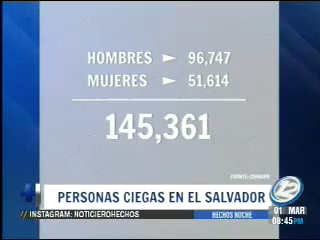 HOMBRES ► 96,747
MUJERES ► 51,614
145,361
FUENTE: CONAIPD
PERSONAS CIEGAS EN EL SALVADOR
12
// INSTAGRAM: NOTICIEROHECHOS
HECHOS NOCHE
01 MAR
08:45PM